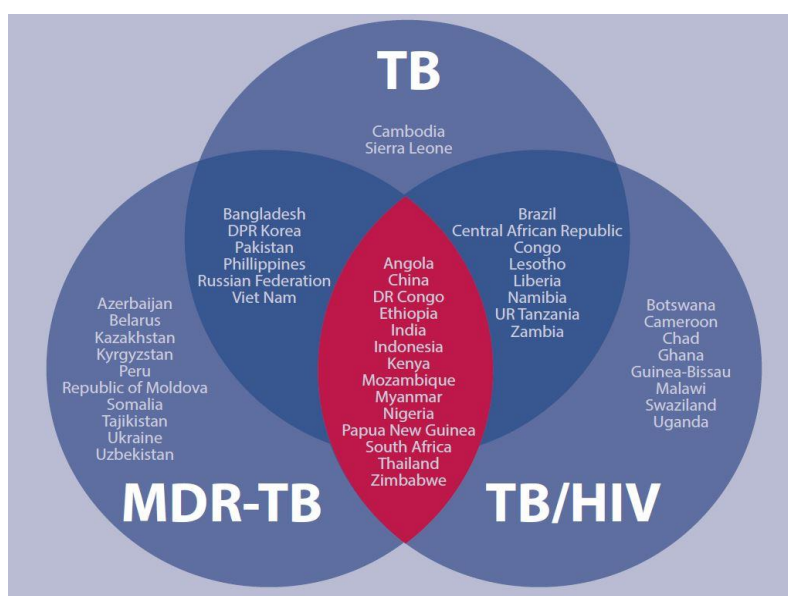 TB
Cambodia
Sierra Leone
Bangladesh
DPR Korea
Pakistan
Phillippines
Russian Federation
Viet Nam
Brazil
Central African Republic
Congo
Lesotho
Liberia
Namibia
UR Tanzania
Zambia
Angola
China
DR Congo
Ethiopia
India
Indonesia
Kenya
Mozambique
Myanmar
Nigeria
Papua New Guinea
South Africa
Thailand
Zimbabwe
Azerbaijan
Belarus
Kazakhstan
Kyrgyzstan
Peru
Republic of Moldova
Somalia
Tajikistan
Ukraine
Uzbekistan
Botswana
Cameroon
Chad
Ghana
Guinea-Bissau
Malawi
Swaziland
Uganda
MDR-TB
TB/HIV